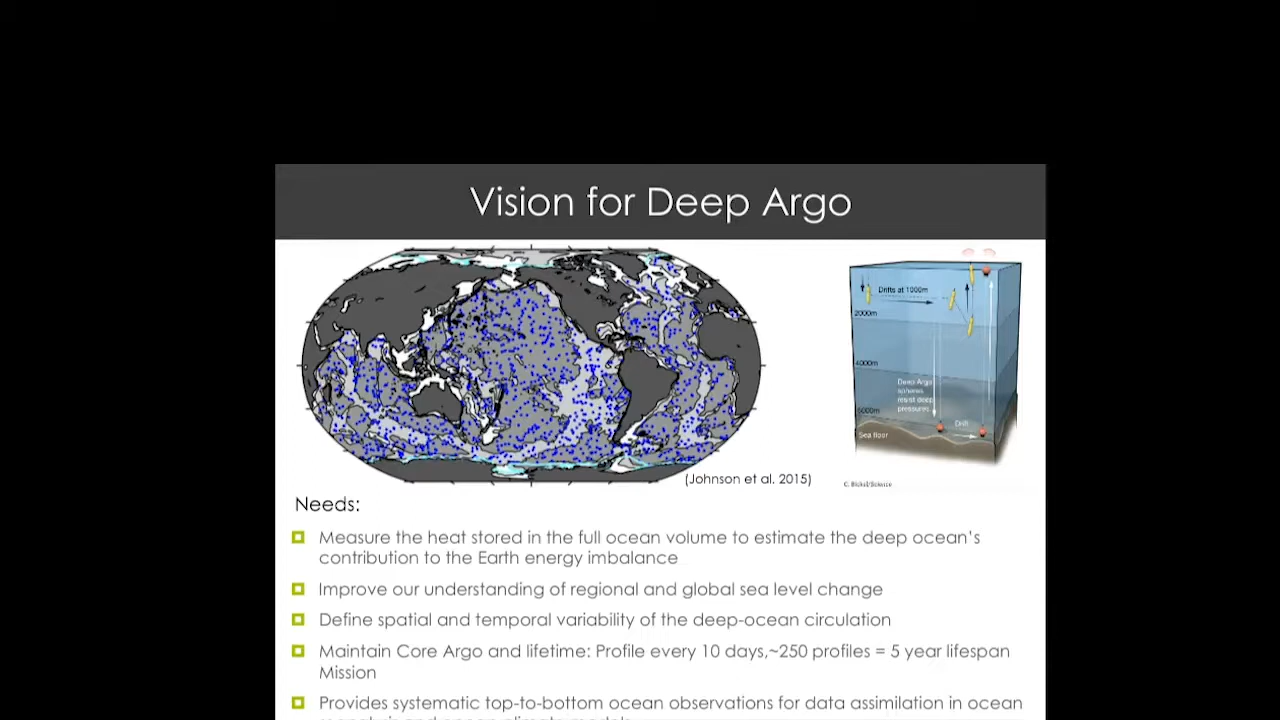 Vision for Deep Argo
Drifts at 1000m
2000m
4000m
Deep Argo
spheres
resist deep
pressures
6000m
Drift
Sea floor
(Johnson et al. 2015)
Needs:
Measure the heat stored in the full ocean volume to estimate the deep ocean's
contribution to the Earth energy imbalance
Improve our understanding of regional and global sea level change
Define spatial and temporal variability of the deep-ocean circulation
Maintain Core Argo and lifetime: Profile every 10 days,~250 profiles = 5 year lifespan
Mission
Provides systematic top-to-bottom ocean observations for data assimilation in ocean